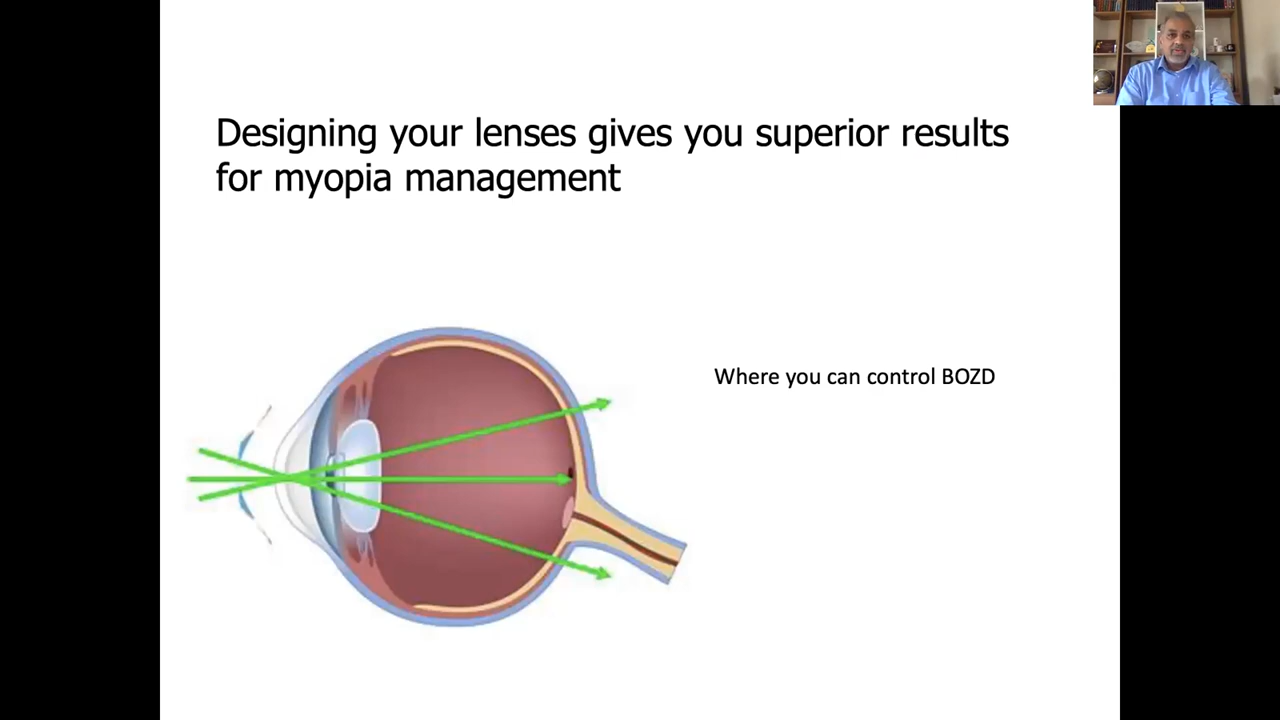 Designing your lenses gives you superior results
for myopia management
Where you can control BOZD